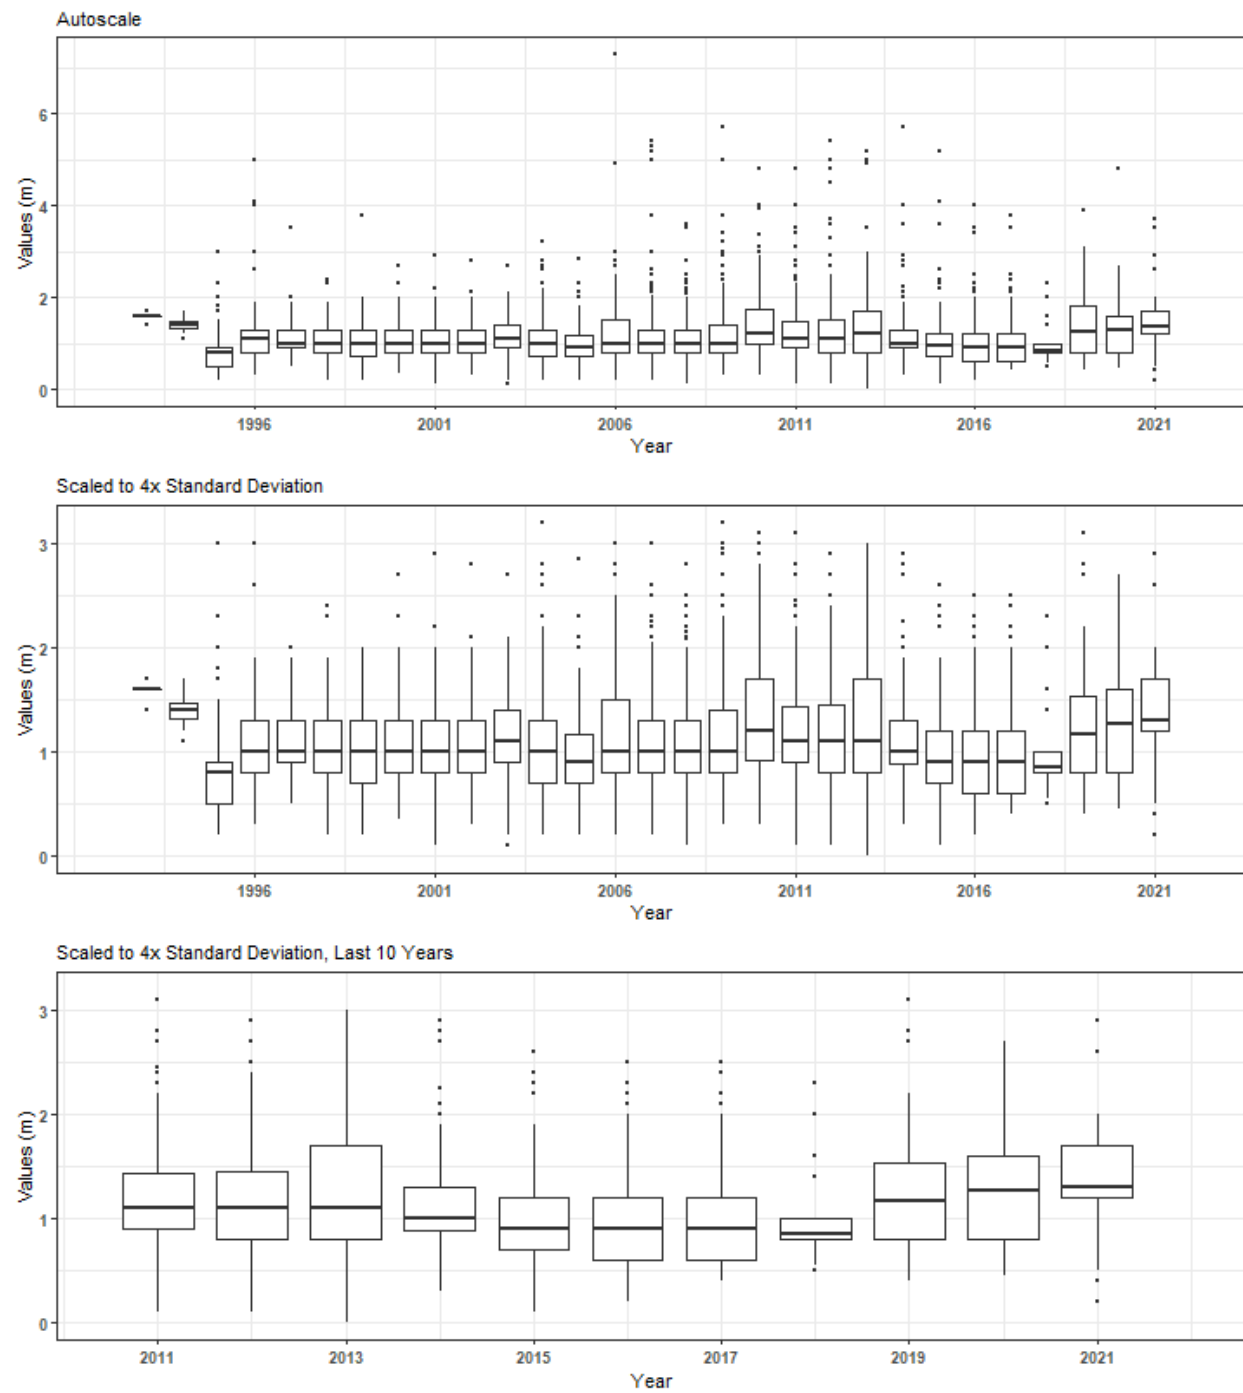 Autoscale
Values (m)
6
4
2
0
1996 2001 2006 2011 2016 2021
Year
Scaled to 4x Standard Deviation
Values (m)
3
2
1
0
1996 2001 2006 2011 2016 2021
Year
Scaled to 4x Standard Deviation, Last 10 Years
Values (m)
3
2
1
0
2011 2013 2015 2017 2019 2021
Year